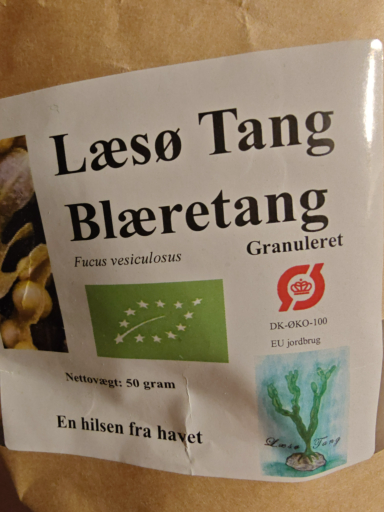 Læsø Tang
Blæretang
Fucus vesiculosus
Granuleret
Ø
DK-ØKO-100
EU jordbrug
Nettovægt: 50 gram
En hilsen fra havet
Læsø Tang